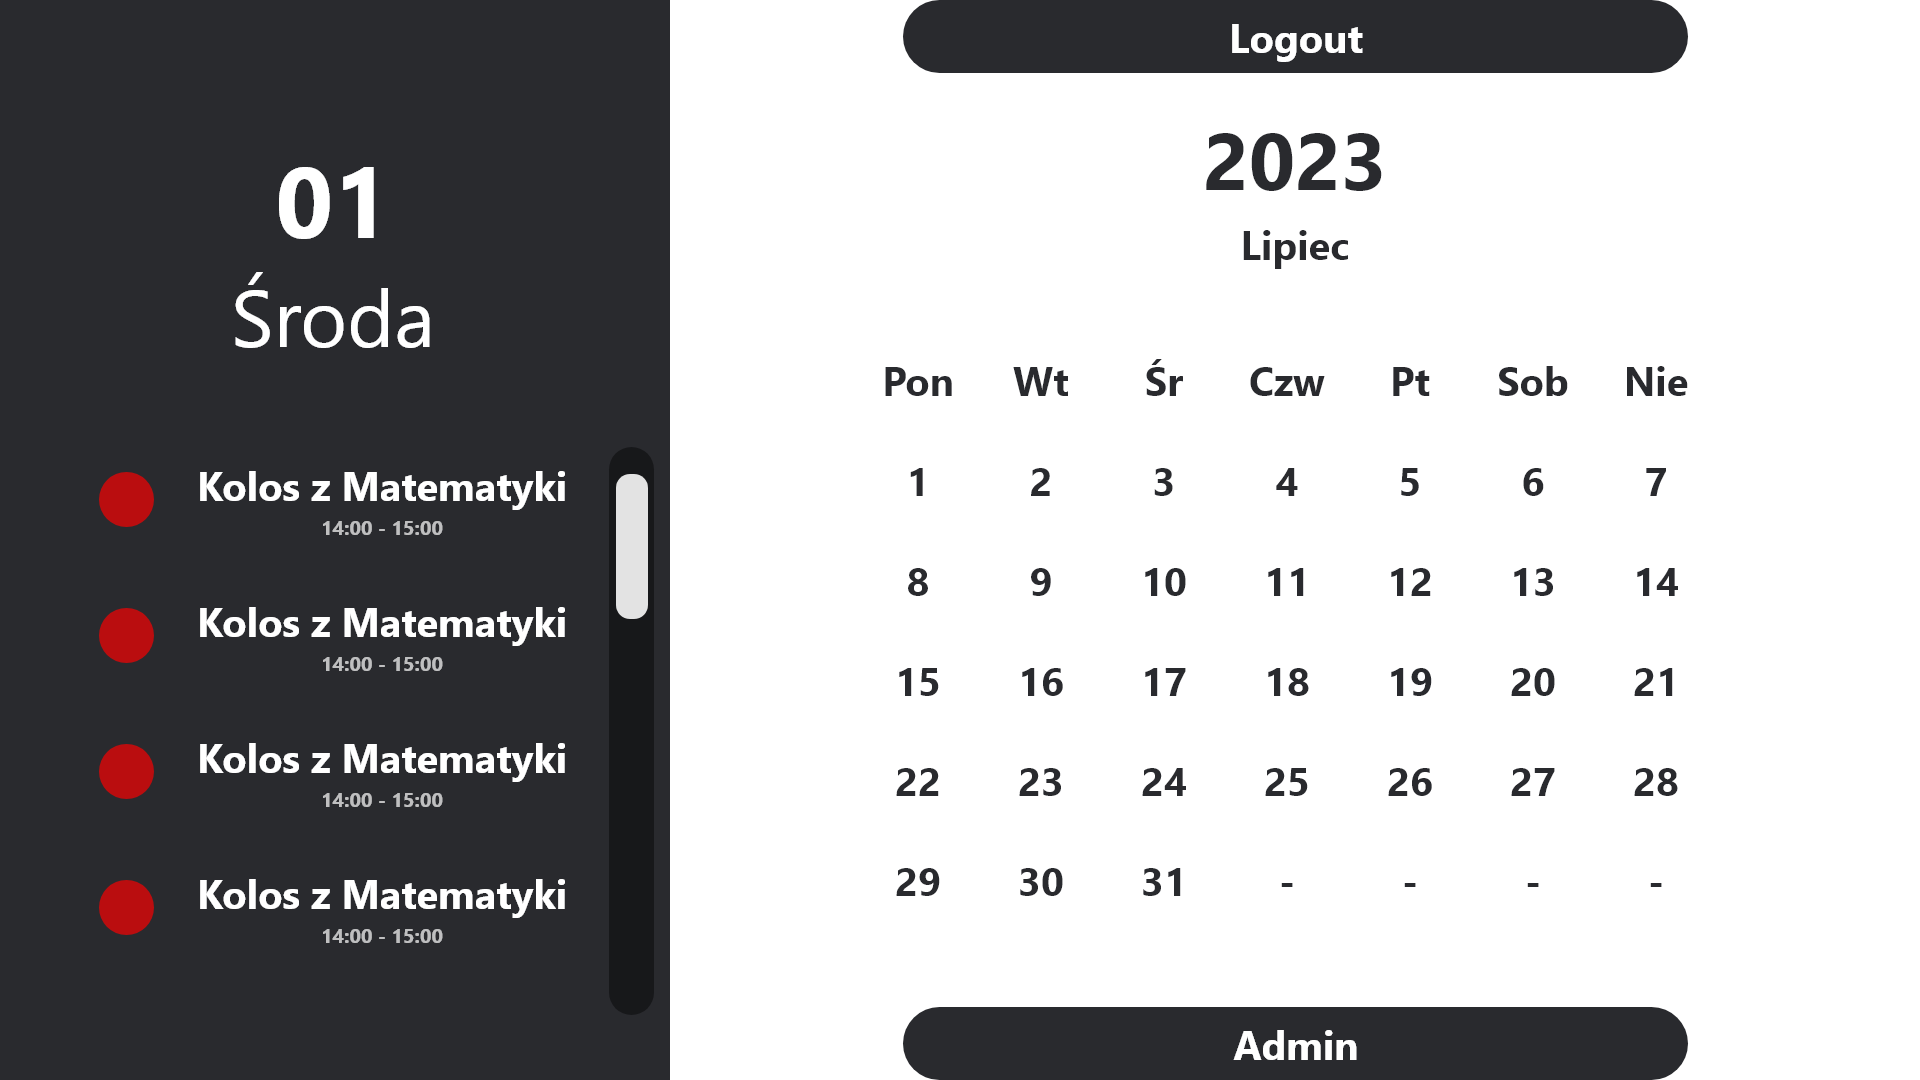 01
Środa
Kolos z Matematyki
14:00 - 15:00
Kolos z Matematyki
14:00 - 15:00
Kolos z Matematyki
14:00 - 15:00
Kolos z Matematyki
14:00 - 15:00
Logout
2023
Lipiec
Pon Wt Śr Czw Pt Sob Nie
1 2 3 4 5 6 7
8 9 10 11 12 13 14
15 16 17 18 19 20 21
22 23 24 25 26 27 28
29 30 31 - - - -
Admin